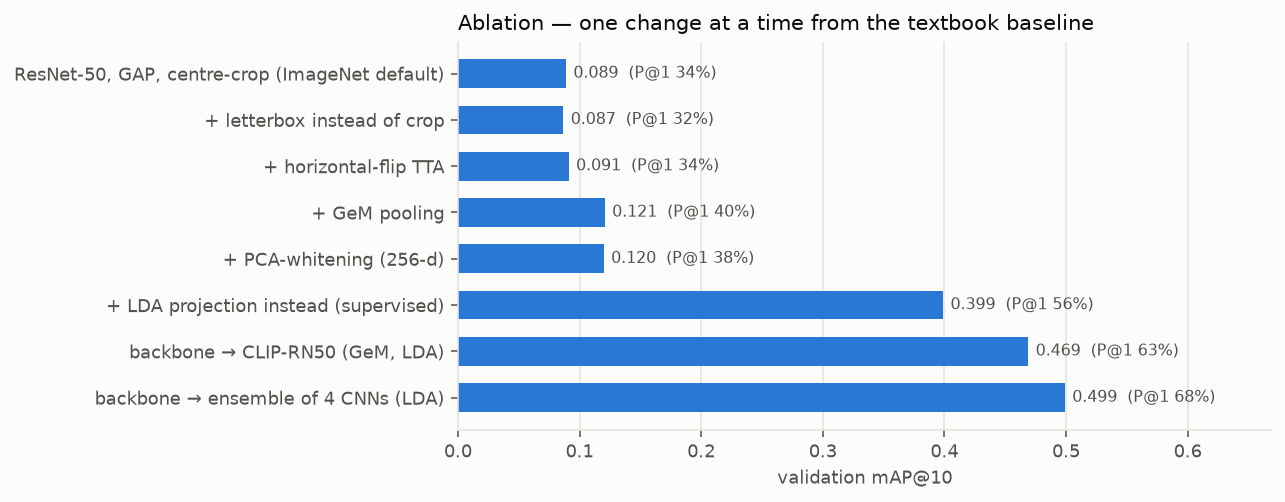 Ablation — one change at a time from the textbook baseline
ResNet-50, GAP, centre-crop (ImageNet default) 0.089 (P@1 34%)
+ letterbox instead of crop 0.087 (P@1 32%)
+ horizontal-flip TTA 0.091 (P@1 34%)
+ GeM pooling 0.121 (P@1 40%)
+ PCA-whitening (256-d) 0.120 (P@1 38%)
+ LDA projection instead (supervised) 0.399 (P@1 56%)
backbone → CLIP-RN50 (GeM, LDA) 0.469 (P@1 63%)
backbone → ensemble of 4 CNNs (LDA) 0.499 (P@1 68%)
0.0 0.1 0.2 0.3 0.4 0.5 0.6
validation mAP@10